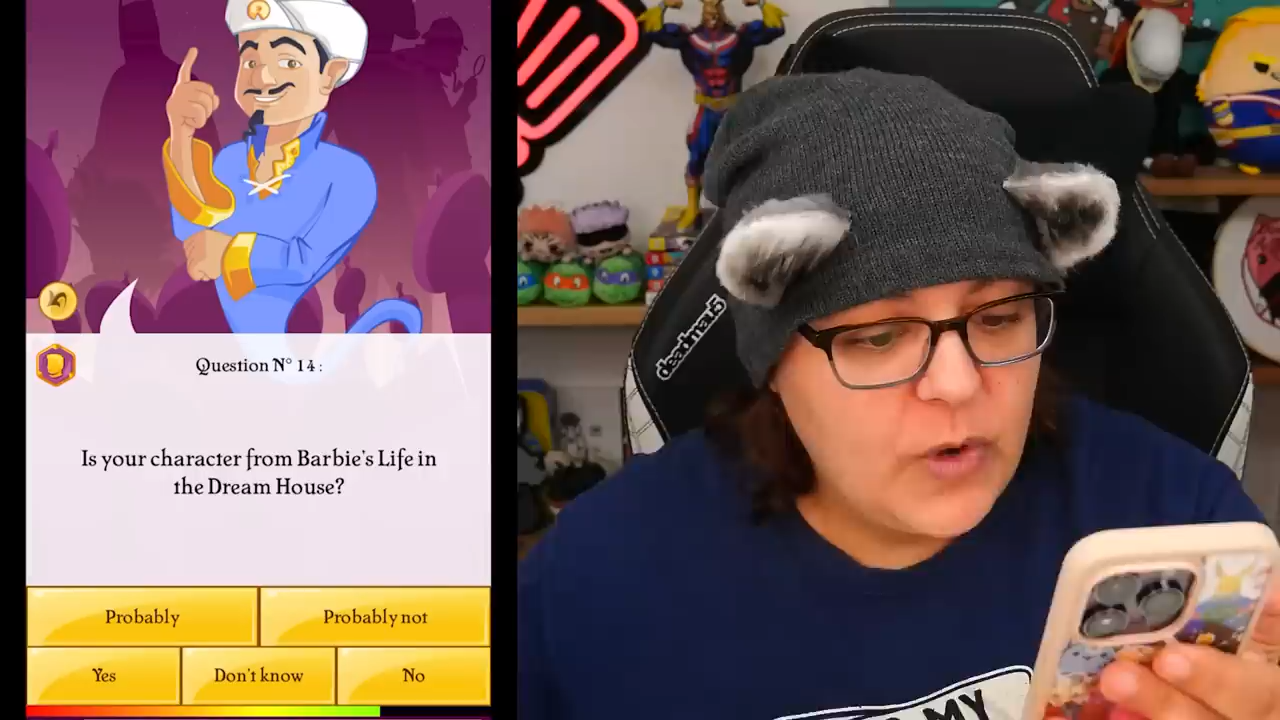 Question N° 14 :
Is your character from Barbie's Life in
the Dream House?
Probably
Probably not
Yes
Don't know
No
deadmau5
MY